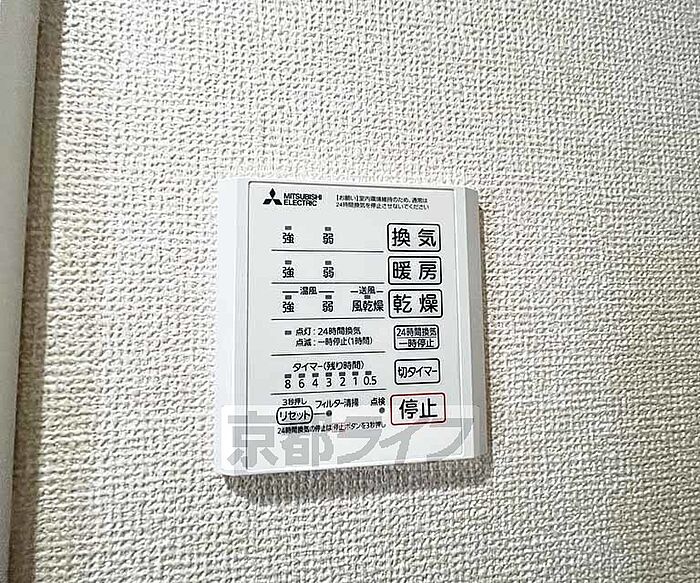 MITSUBISHI
ELECTRIC
【お願い】室内環境維持のため、通常は
24時間換気を停止させないでください
強 弱 換気
強 弱 暖房
温風 送風
強 弱 風乾燥 乾燥
点灯：24時間換気
点滅：一時停止(1時間)
24時間換気
一時停止
タイマー(残り時間)
8 6 4 3 2 1 0.5
切タイマー
3秒押し フィルター清掃 点検
リセット
停止
24時間換気の停止は停止ボタンを3秒押し
京都ライフ